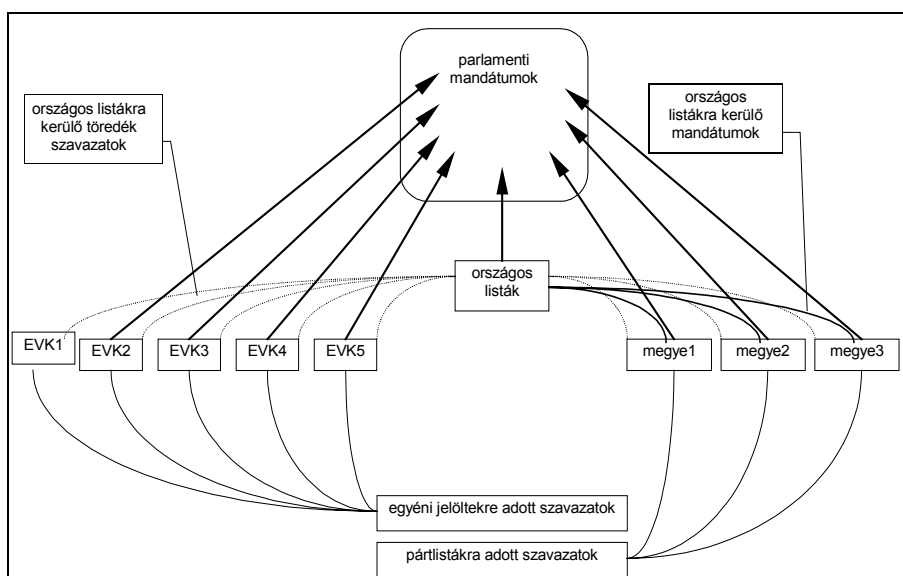 parlamenti
mandátumok
országos listákra
kerülő töredék
szavazatok
országos
listákra kerülő
mandátumok
országos
listák
EVK1
EVK2
EVK3
EVK4
EVK5
megye1
megye2
megye3
egyéni jelöltekre adott szavazatok
pártlistákra adott szavazatok